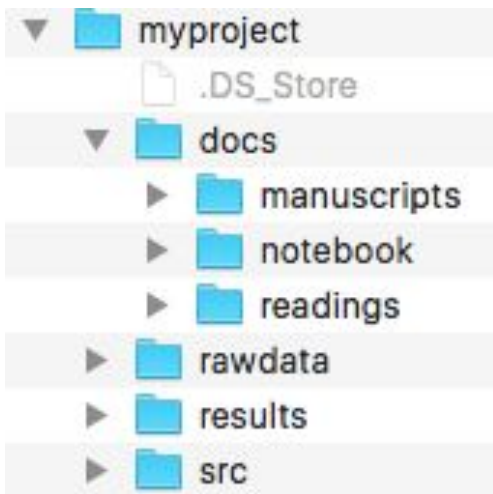 myproject
.DS_Store
docs
manuscripts
notebook
readings
rawdata
results
src